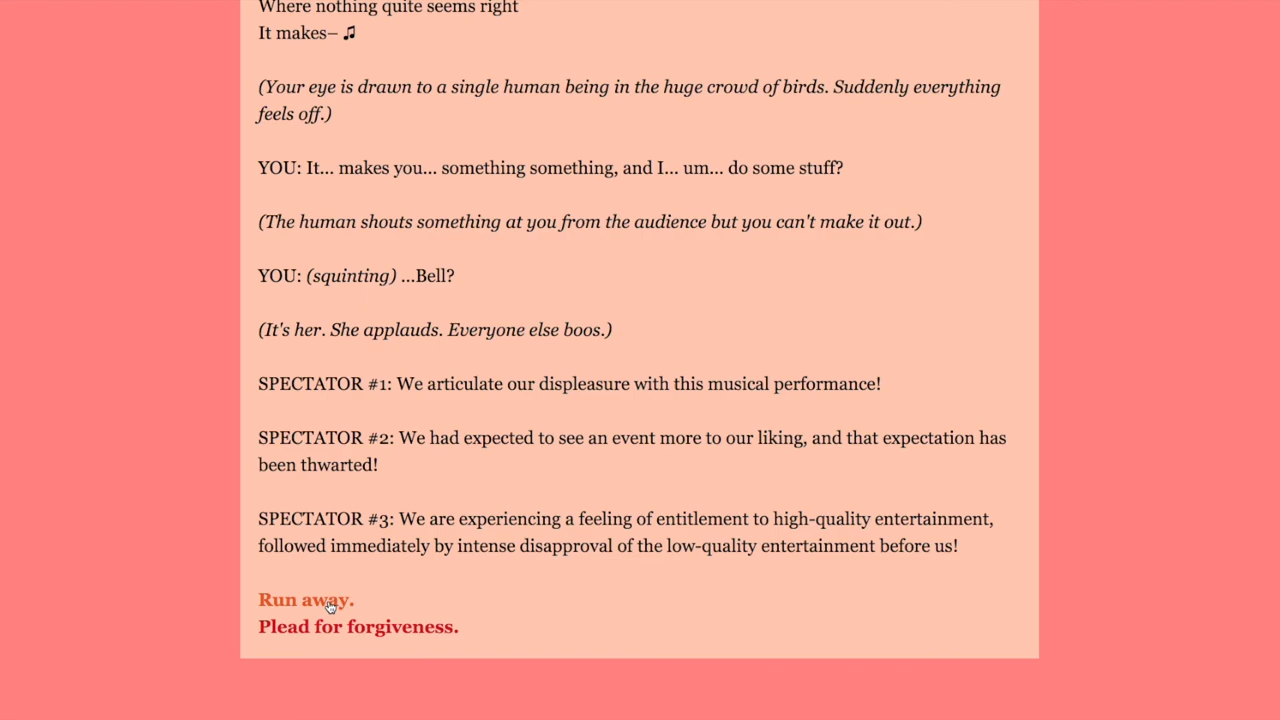 Where nothing quite seems right
It makes– ♫
(Your eye is drawn to a single human being in the huge crowd of birds. Suddenly everything
feels off.)
YOU: It... makes you... something something, and I... um... do some stuff?
(The human shouts something at you from the audience but you can't make it out.)
YOU: (squinting) ...Bell?
(It's her. She applauds. Everyone else boos.)
SPECTATOR #1: We articulate our displeasure with this musical performance!
SPECTATOR #2: We had expected to see an event more to our liking, and that expectation has
been thwarted!
SPECTATOR #3: We are experiencing a feeling of entitlement to high-quality entertainment,
followed immediately by intense disapproval of the low-quality entertainment before us!
Run away.
Plead for forgiveness.